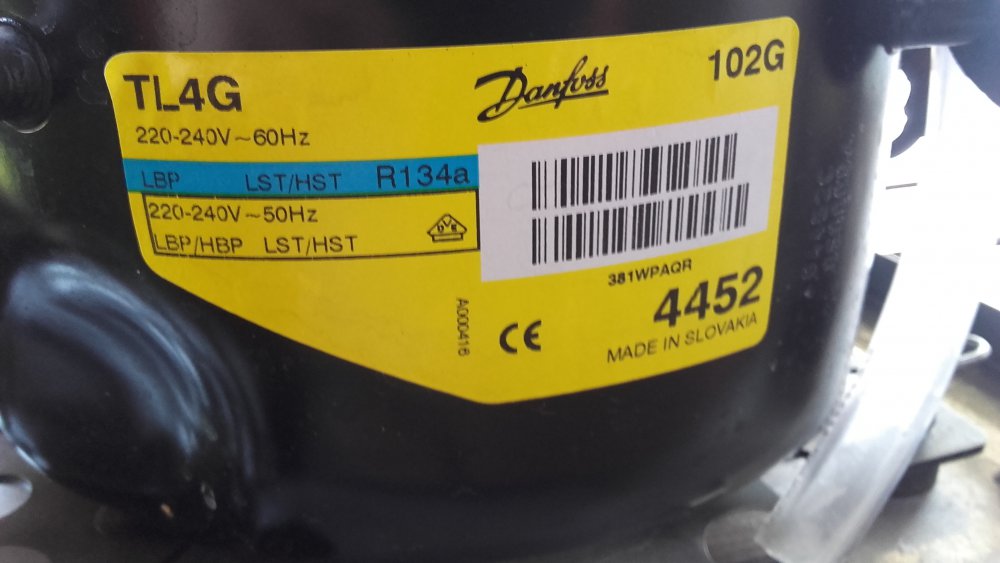 TL4G
Danfoss
102G
220-240V~60Hz
LBP LST/HST R134a
220-240V~50Hz
LBP/HBP LST/HST
DVE
381WPAQR
4452
A000416
CE
MADE IN SLOVAKIA